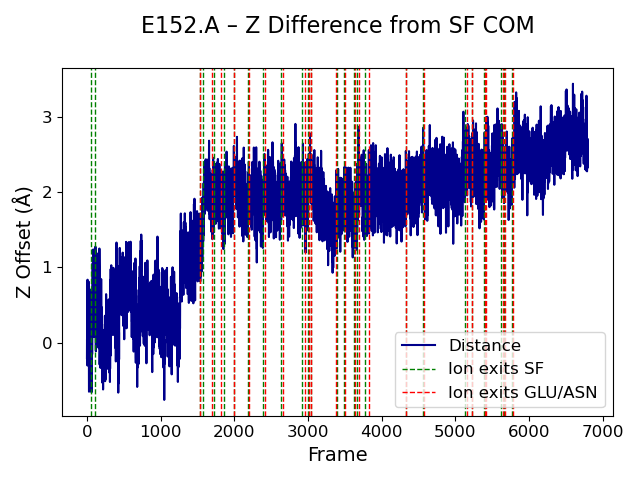 E152.A – Z Difference from SF COM
Z Offset (Å)
3
2
1
0
Distance
Ion exits SF
Ion exits GLU/ASN
0
1000
2000
3000
4000
5000
6000
7000
Frame